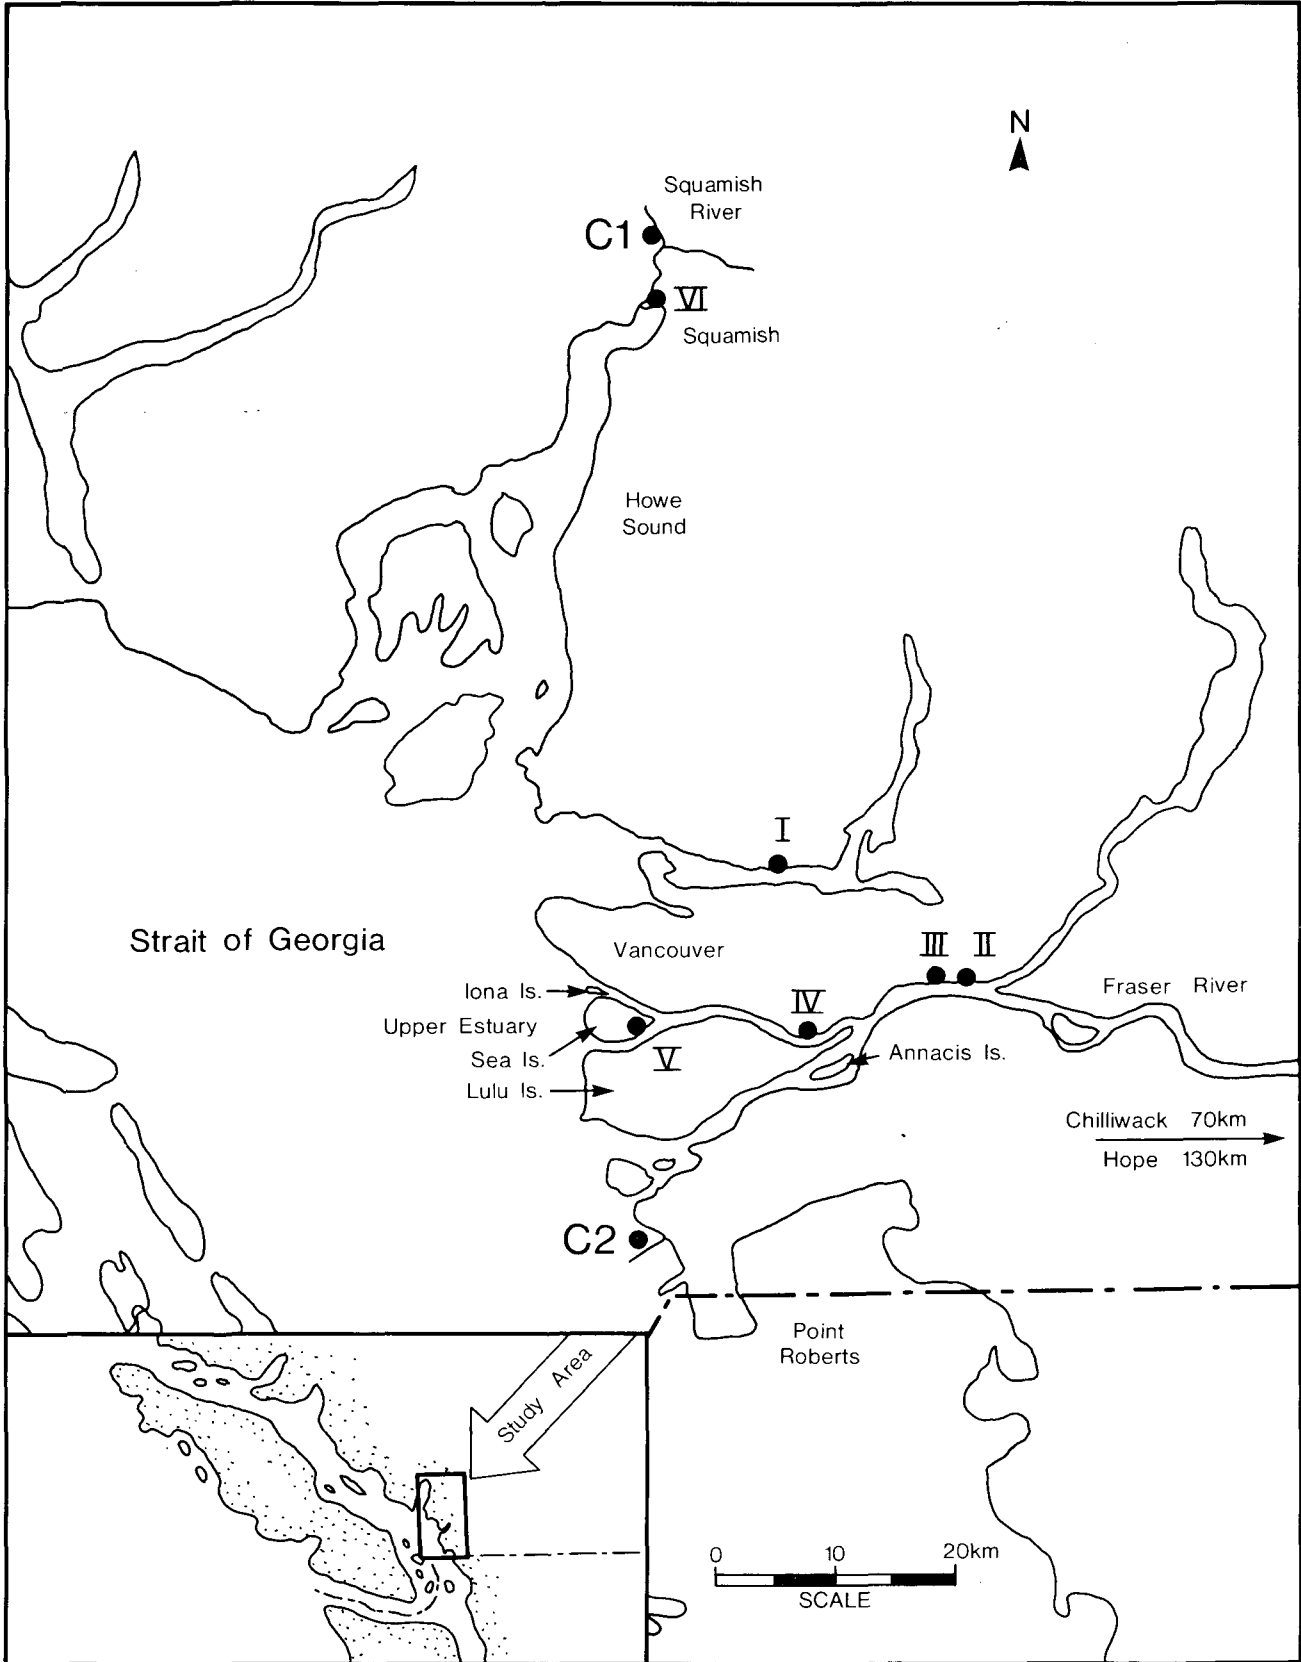 N
Squamish
River
C1
VI
Squamish
Howe
Sound
I
Strait of Georgia
Vancouver
III
II
Iona Is.
IV
Fraser River
Upper Estuary
Sea Is.
V
Annacis Is.
Lulu Is.
Chilliwack 70km
Hope 130km
C2
Point
Roberts
Study Area
0 10 20km
SCALE